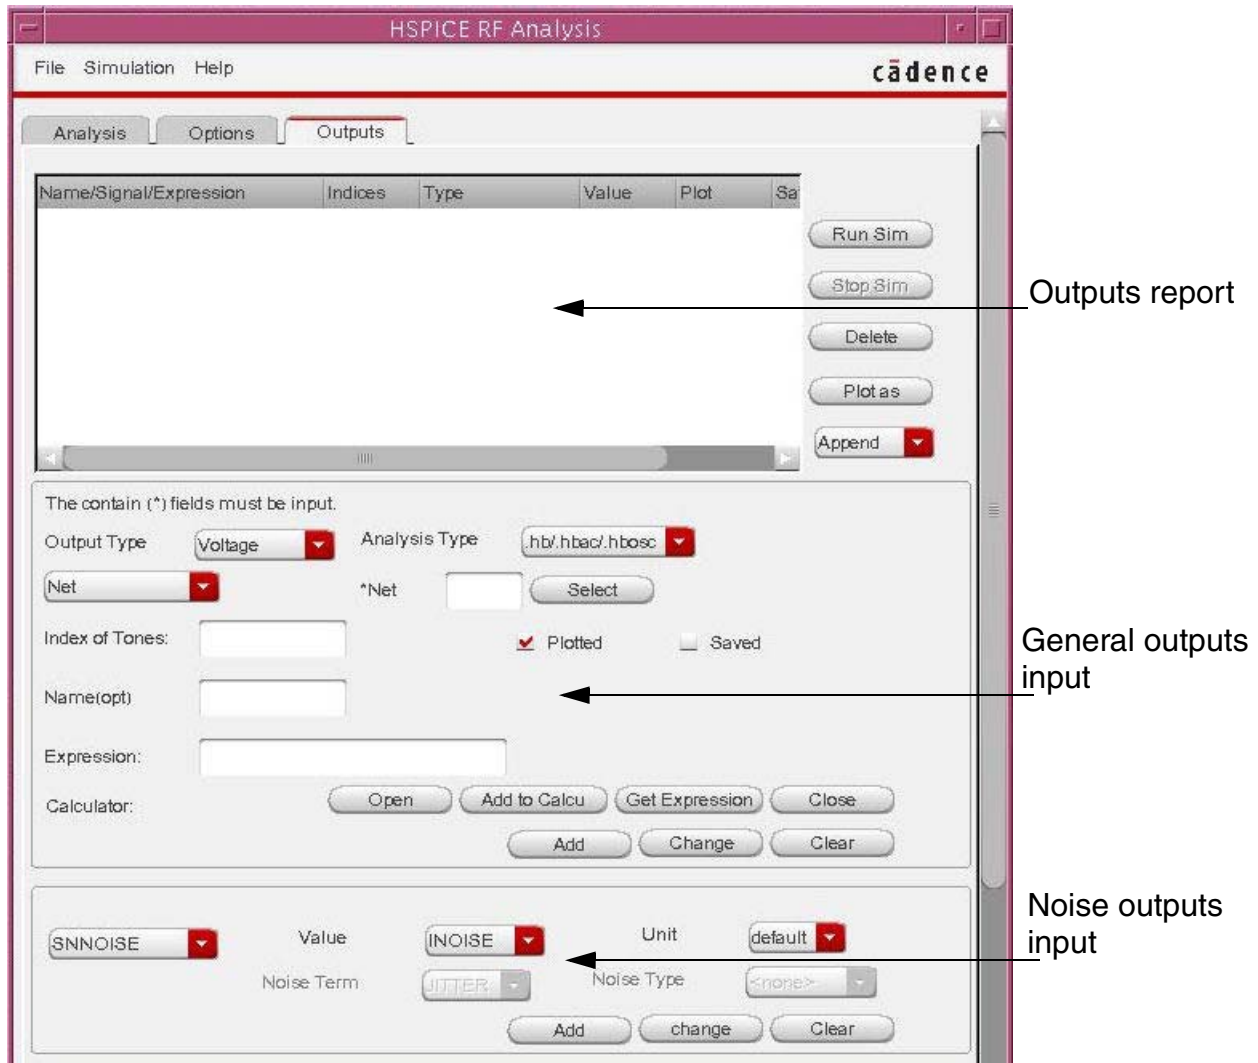 HSPICE RF Analysis
File Simulation Help
cādence
Analysis Options Outputs
Name/Signal/Expression Indices Type Value Plot Sa
Run Sim
Stop Sim
Outputs report
Delete
Plot as
Append
The contain (*) fields must be input.
Output Type Voltage Analysis Type .hb/.hbac/.hbosc
Net *Net Select
Index of Tones: Plotted Saved
General outputs
input
Name(opt)
Expression:
Calculator: Open Add to Calcu Get Expression Close
Add Change Clear
Noise outputs
input
SNNOISE Value INOISE Unit default
Noise Term JITTER Noise Type <none>
Add change Clear